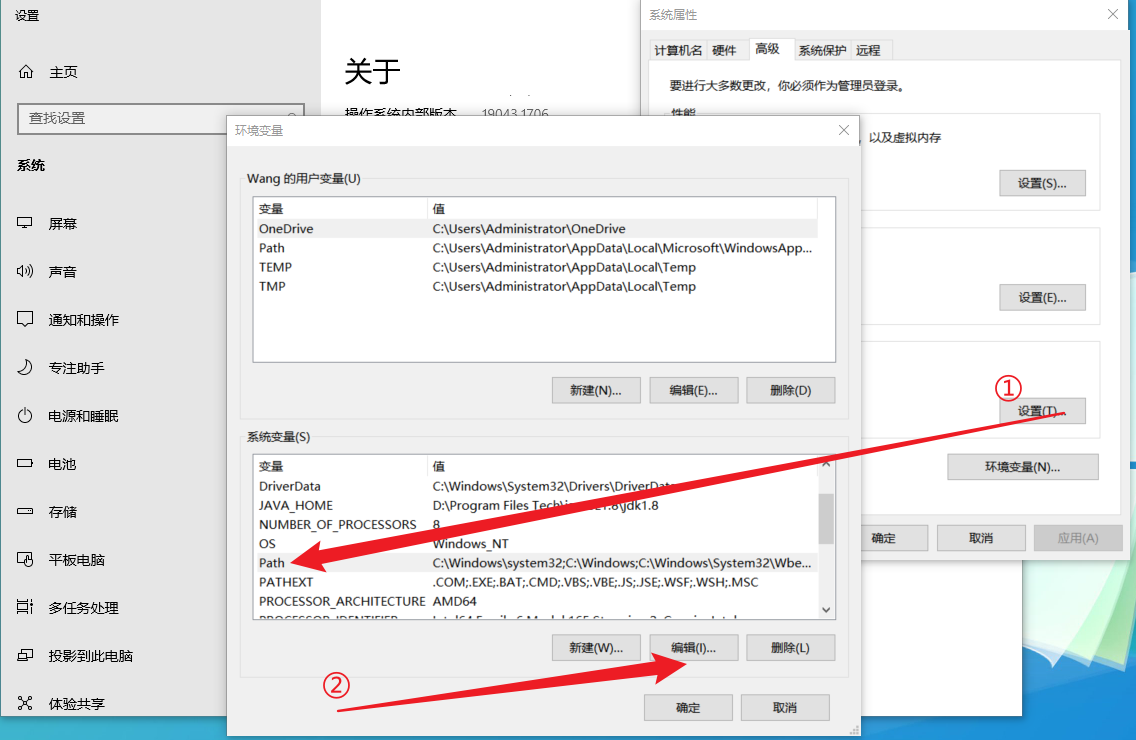 设置
主页
查找设置
系统
屏幕
声音
通知和操作
专注助手
电源和睡眠
电池
存储
平板电脑
多任务处理
投影到此电脑
体验共享
关于
操作系统内部版本 19043.1706
系统属性
计算机名 硬件 高级 系统保护 远程
要进行大多数更改，你必须作为管理员登录。
性能
以及虚拟内存
设置(S)...
设置(E)...
①
设置(T)...
环境变量(N)...
确定 取消 应用(A)
环境变量
Wang 的用户变量(U)
变量 值
OneDrive C:\Users\Administrator\OneDrive
Path C:\Users\Administrator\AppData\Local\Microsoft\WindowsApp...
TEMP C:\Users\Administrator\AppData\Local\Temp
TMP C:\Users\Administrator\AppData\Local\Temp
新建(N)... 编辑(E)... 删除(D)
系统变量(S)
变量 值
DriverData C:\Windows\System32\Drivers\DriverData
JAVA_HOME D:\Program Files Tech\
NUMBER_OF_PROCESSORS 8
OS Windows_NT
Path C:\Windows\system32;C:\Windows;C:\Windows\System32\Wbe...
PATHEXT .COM;.EXE;.BAT;.CMD;.VBS;.VBE;.JS;.JSE;.WSF;.WSH;.MSC
PROCESSOR_ARCHITECTURE AMD64
新建(W)... 编辑(I)... 删除(L)
②
确定 取消